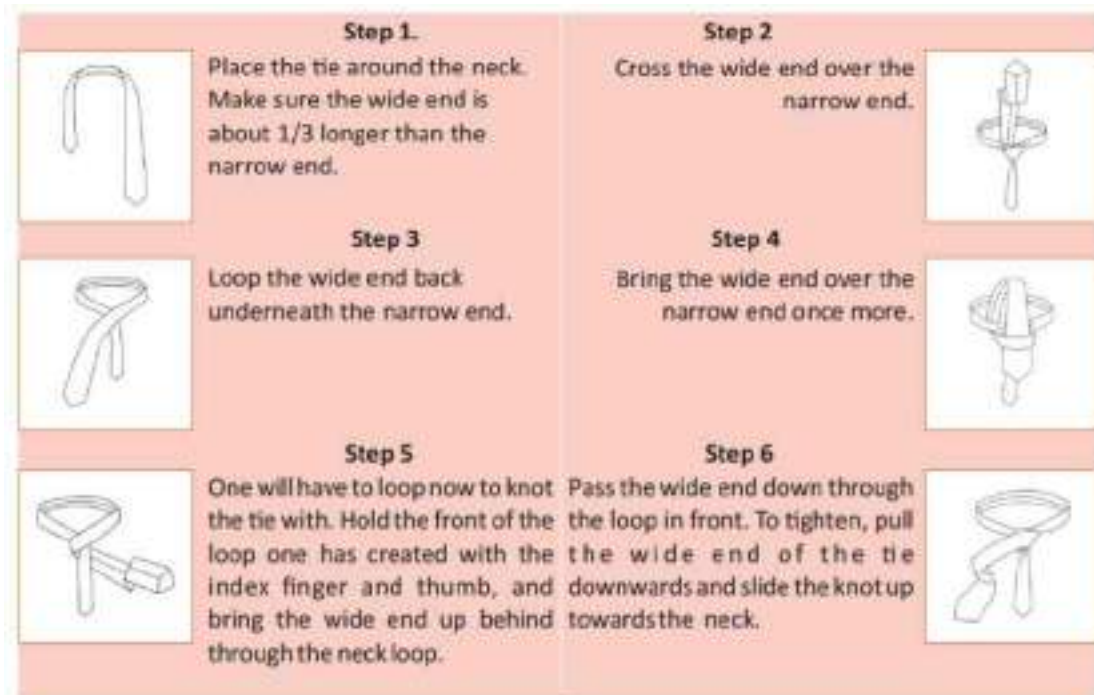 Step 1.
Place the tie around the neck.
Make sure the wide end is
about 1/3 longer than the
narrow end.
Step 2
Cross the wide end over the
narrow end.
Step 3
Loop the wide end back
underneath the narrow end.
Step 4
Bring the wide end over the
narrow end once more.
Step 5
One will have to loop now to knot
the tie with. Hold the front of the
loop one has created with the
index finger and thumb, and
bring the wide end up behind
through the neck loop.
Step 6
Pass the wide end down through
the loop in front. To tighten, pull
the wide end of the tie
downwards and slide the knot up
towards the neck.